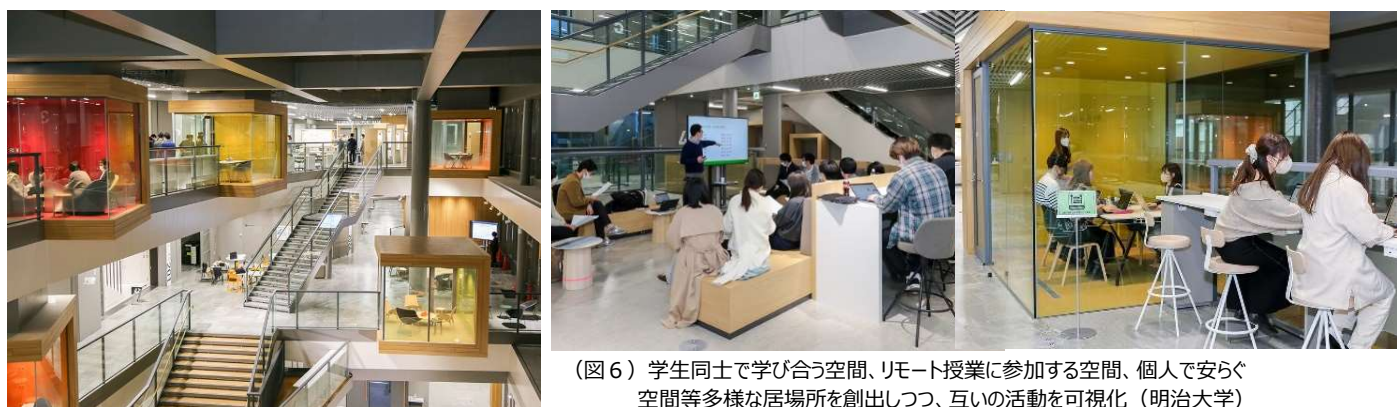 （図６）学生同士で学び合う空間、リモート授業に参加する空間、個人で安らぐ
空間等多様な居場所を創出しつつ、互いの活動を可視化（明治大学）